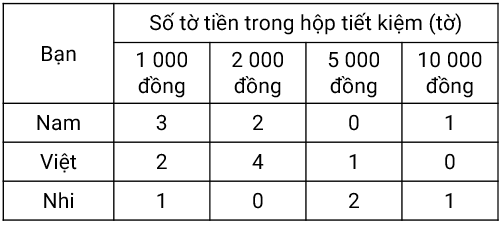 Bạn
Số tờ tiền trong hộp tiết kiệm (tờ)
1 000 đồng 2 000 đồng 5 000 đồng 10 000 đồng
Nam 3 2 0 1
Việt 2 4 1 0
Nhi 1 0 2 1